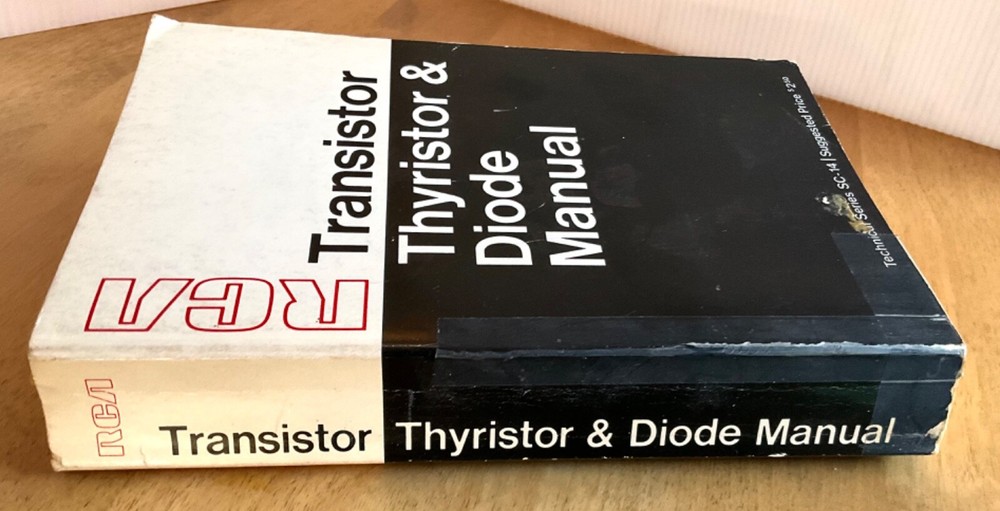 RCA
Transistor
Thyristor &
Diode
Manual
Technical Series SC-14 | Suggested Price $2.50
RCA
Transistor Thyristor & Diode Manual